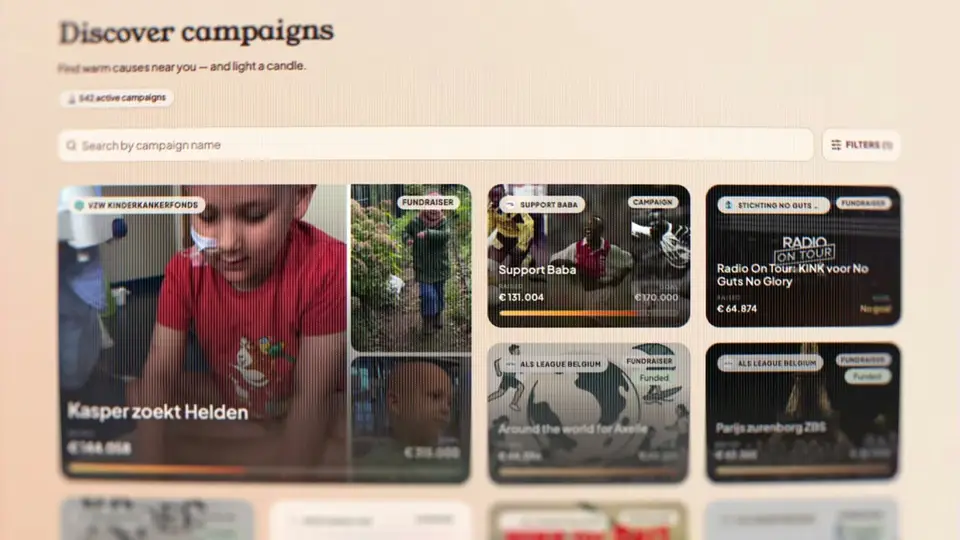 Discover campaigns
Find warm causes near you — and light a candle.
542 active campaigns
Search by campaign name
FILTERS (1)
VZW KINDERKANKERFONDS
FUNDRAISER
Kasper zoekt Helden
SUPPORT BABA
CAMPAIGN
Support Baba
€ 131.004
€ 170.000
STICHTING NO GUTS ..
FUNDRAISER
RADIO
ON TOUR
Radio On Tour: KINK voor No
Guts No Glory
RAISED
€ 64.874
No goal
ALS LEAGUE BELGIUM
FUNDRAISER
Funded
Around the world for Axelle
ALS LEAGUE BELGIUM
FUNDRAISER
Funded
Parijs zurenborg ZBS